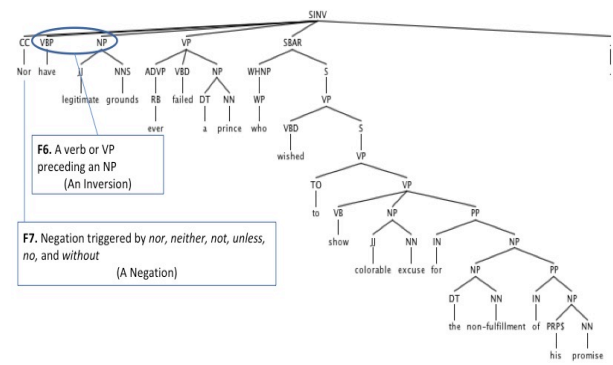 SINV
CC VBP NP VP SBAR
Nor have JJ NNS ADVP VBD NP WHNP S
legitimate grounds RB failed DT NN WP VP
ever a prince who VBD S
F6. A verb or VP
preceding an NP
(An Inversion)
wished VP
TO VP
to VB NP PP
F7. Negation triggered by nor, neither, not, unless,
no, and without
(A Negation)
show JJ NN IN NP
colorable excuse for NP PP
DT NN IN NP
the non-fulfillment of PRP$ NN
his promise